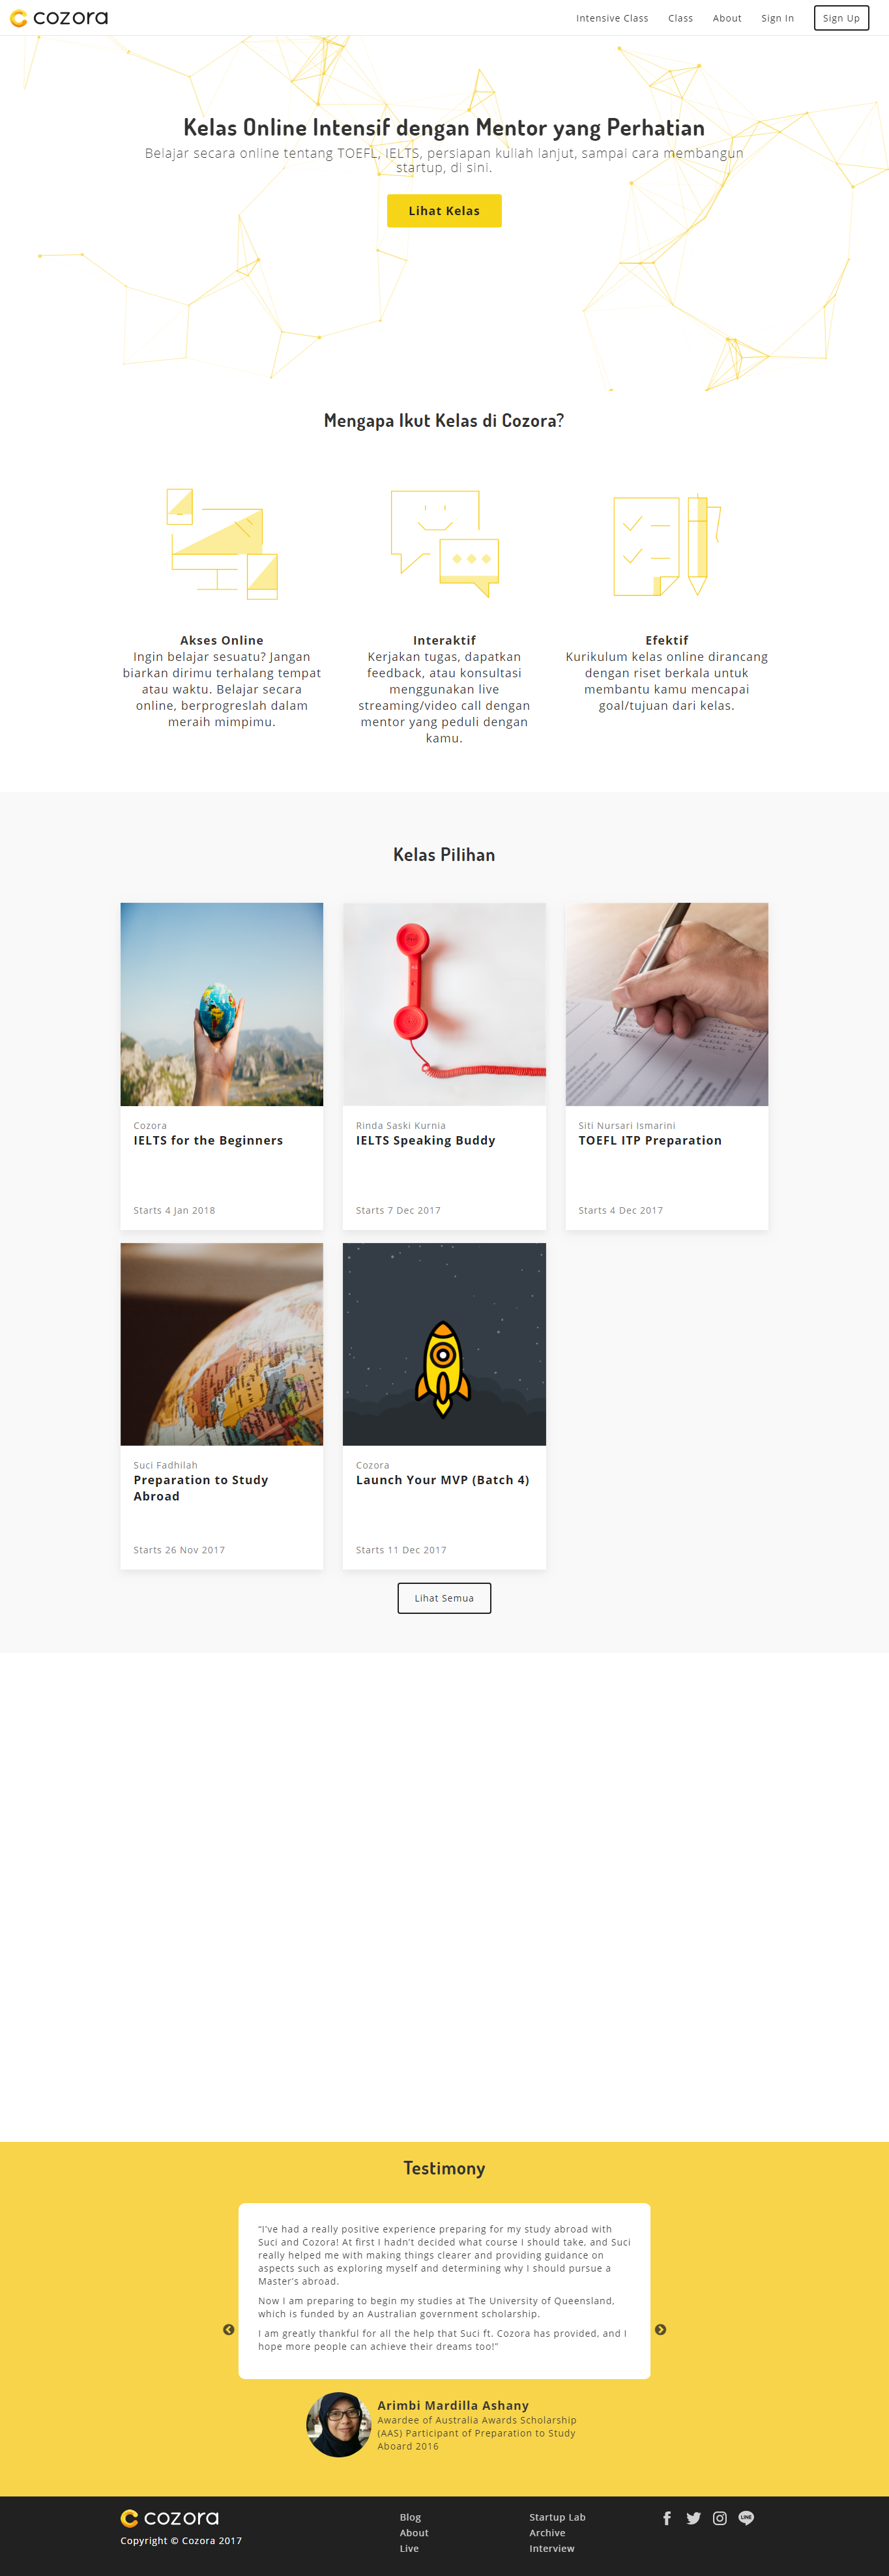 cozora
Intensive Class Class About Sign In Sign Up
Kelas Online Intensif dengan Mentor yang Perhatian
Belajar secara online tentang TOEFL, IELTS, persiapan kuliah lanjut, sampai cara membangun
startup, di sini.
Lihat Kelas
Mengapa Ikut Kelas di Cozora?
Akses Online
Ingin belajar sesuatu? Jangan
biarkan dirimu terhalang tempat
atau waktu. Belajar secara
online, berprogreslah dalam
meraih mimpimu.
Interaktif
Kerjakan tugas, dapatkan
feedback, atau konsultasi
menggunakan live
streaming/video call dengan
mentor yang peduli dengan
kamu.
Efektif
Kurikulum kelas online dirancang
dengan riset berkala untuk
membantu kamu mencapai
goal/tujuan dari kelas.
Kelas Pilihan
Cozora
IELTS for the Beginners
Starts 4 Jan 2018
Rinda Saski Kurnia
IELTS Speaking Buddy
Starts 7 Dec 2017
Siti Nursari Ismarini
TOEFL ITP Preparation
Starts 4 Dec 2017
Suci Fadhilah
Preparation to Study
Abroad
Starts 26 Nov 2017
Cozora
Launch Your MVP (Batch 4)
Starts 11 Dec 2017
Lihat Semua
Testimony
“I’ve had a really positive experience preparing for my study abroad with
Suci and Cozora! At first I hadn’t decided what course I should take, and Suci
really helped me with making things clearer and providing guidance on
aspects such as exploring myself and determining why I should pursue a
Master’s abroad.
Now I am preparing to begin my studies at The University of Queensland,
which is funded by an Australian government scholarship.
I am greatly thankful for all the help that Suci ft. Cozora has provided, and I
hope more people can achieve their dreams too!”
Arimbi Mardilla Ashany
Awardee of Australia Awards Scholarship
(AAS) Participant of Preparation to Study
Aboard 2016
cozora
Copyright © Cozora 2017
Blog
About
Live
Startup Lab
Archive
Interview
LINE